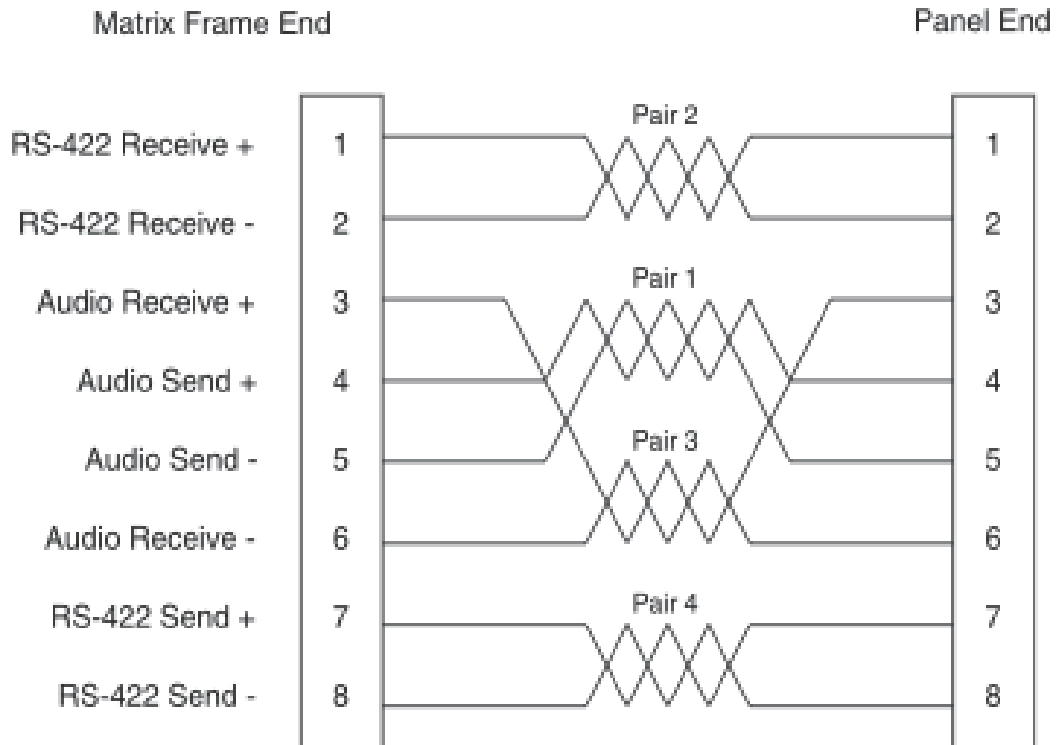 Matrix Frame End Panel End
Pair 2
RS-422 Receive + 1 1
RS-422 Receive - 2 2
Pair 1
Audio Receive + 3 3
Audio Send + 4 4
Pair 3
Audio Send - 5 5
Audio Receive - 6 6
Pair 4
RS-422 Send + 7 7
RS-422 Send - 8 8